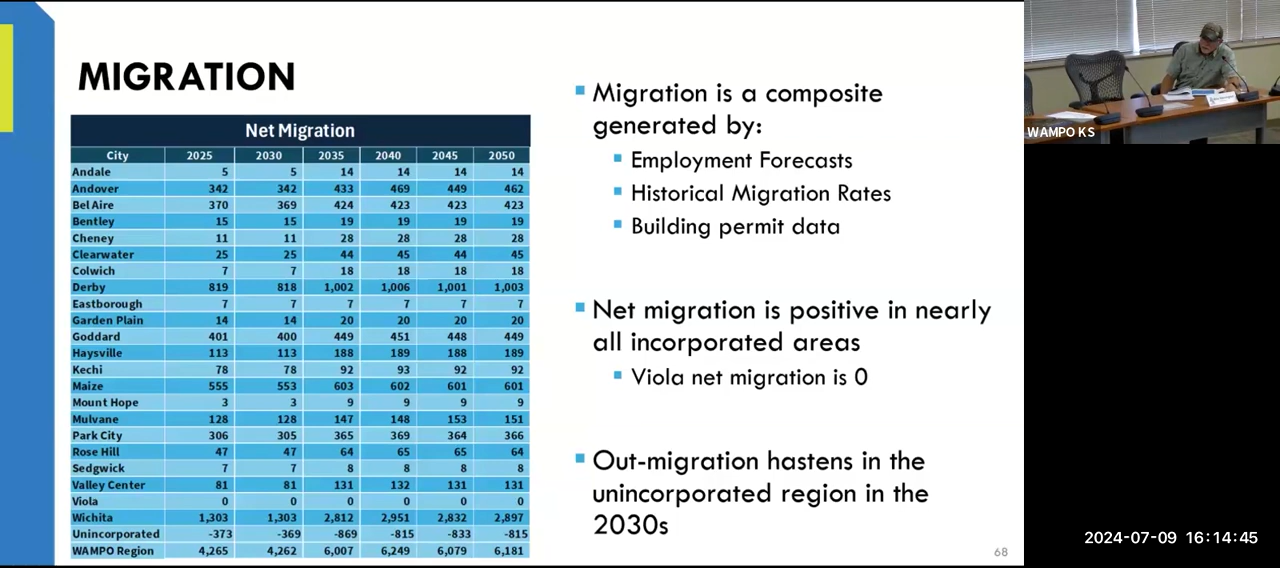 MIGRATION
Net Migration
City 2025 2030 2035 2040 2045 2050
Andale 5 5 14 14 14 14
Andover 342 342 433 469 449 462
Bel Aire 370 369 424 423 423 423
Bentley 15 15 19 19 19 19
Cheney 11 11 28 28 28 28
Clearwater 25 25 44 45 44 45
Colwich 7 7 18 18 18 18
Derby 819 818 1,002 1,006 1,001 1,003
Eastborough 7 7 7 7 7 7
Garden Plain 14 14 20 20 20 20
Goddard 401 400 449 451 448 449
Haysville 113 113 188 189 188 189
Kechi 78 78 92 93 92 92
Maize 555 553 603 602 601 601
Mount Hope 3 3 9 9 9 9
Mulvane 128 128 147 148 153 151
Park City 306 305 365 369 364 366
Rose Hill 47 47 64 65 65 64
Sedgwick 7 7 8 8 8 8
Valley Center 81 81 131 132 131 131
Viola 0 0 0 0 0 0
Wichita 1,303 1,303 2,812 2,951 2,832 2,897
Unincorporated -373 -369 -869 -815 -833 -815
WAMPO Region 4,265 4,262 6,007 6,249 6,079 6,181
Migration is a composite
generated by:
Employment Forecasts
Historical Migration Rates
Building permit data
Net migration is positive in nearly
all incorporated areas
Viola net migration is 0
Out-migration hastens in the
unincorporated region in the
2030s
68
WAMPO KS
2024-07-09 16:14:45